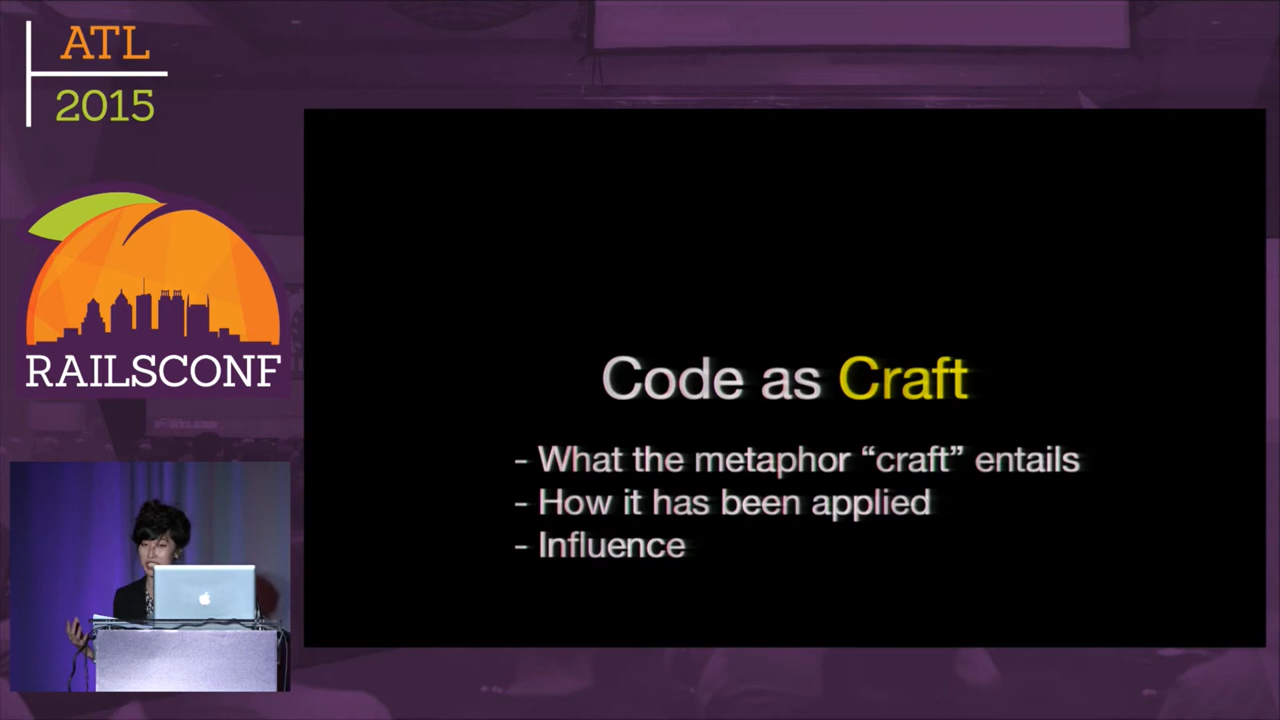 ATL
2015
RAILSCONF
Code as Craft
- What the metaphor “craft” entails
- How it has been applied
- Influence